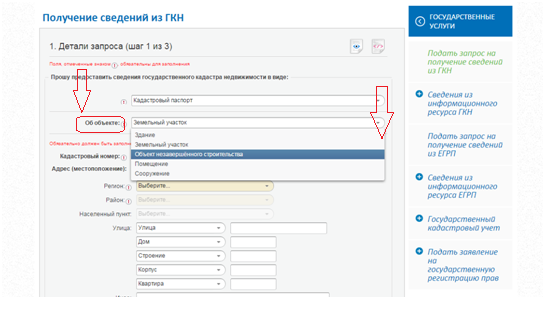 Получение сведений из ГКН
1. Детали запроса (шаг 1 из 3)
Поля, отмеченные знаком, обязательны для заполнения
Прошу предоставить сведения государственного кадастра недвижимости в виде:
Кадастровый паспорт
Об объекте:
Земельный участок
Здание
Земельный участок
Объект незавершённого строительства
Помещение
Сооружение
Обязательно должен быть заполнен
Кадастровый номер:
Адрес (местоположение):
Регион:
Выберите...
Район:
Выберите...
Населенный пункт:
Выберите...
Улица:
Улица
Дом
Строение
Корпус
Квартира
ГОСУДАРСТВЕННЫЕ
УСЛУГИ
Подать запрос на
получение сведений
из ГКН
Сведения из
информационного
ресурса ГКН
Подать запрос на
получение сведений
из ЕГРП
Сведения из
информационного
ресурса ЕГРП
Государственный
кадастровый учет
Подать заявление
на
государственную
регистрацию прав